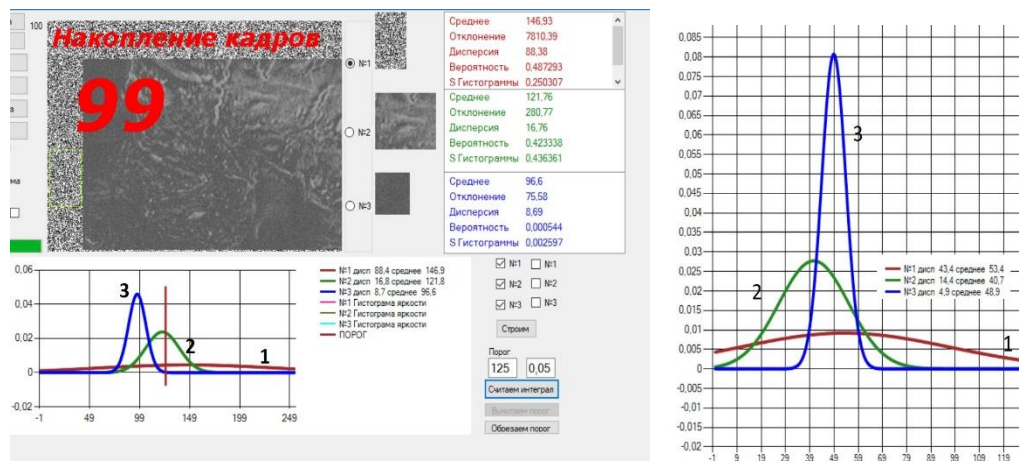 100
Накопление кадров
99
№1
№2
№3
з
ма
Среднее 146,93
Отклонение 7810,39
Дисперсия 88,38
Вероятность 0,487293
S Гистограммы 0,250307
Среднее 121,76
Отклонение 280,77
Дисперсия 16,76
Вероятность 0,423338
S Гистограммы 0,436361
Среднее 96,6
Отклонение 75,58
Дисперсия 8,69
Вероятность 0,000544
S Гистограммы 0,002597
0.06
0.04
0.02
0
-0.02
-1 49 99 149 199 249
3
2
1
№1 дисп 88,4 среднее 146,9
№2 дисп 16,8 среднее 121,8
№3 дисп 8,7 среднее 96,6
№1 Гистограма яркости
№2 Гистограма яркости
№3 Гистограма яркости
ПОРОГ
№1 №1
№2 №2
№3 №3
Строим
Порог
125 0,05
Считаем интеграл
Вычитаем порог
Обрезаем порог
0,085
0,08
0,075
0,07
0,065
0,06
0,055
0,05
0,045
0,04
0,035
0,03
0,025
0,02
0,015
0,01
0,005
0
-0,005
-0,01
-0,015
-0,02
-1 9 19 29 39 49 59 69 79 89 99 109 119
3
2
1
№1 дисп 43,4 среднее 53,4
№2 дисп 14,4 среднее 40,7
№3 дисп 4,9 среднее 48,9